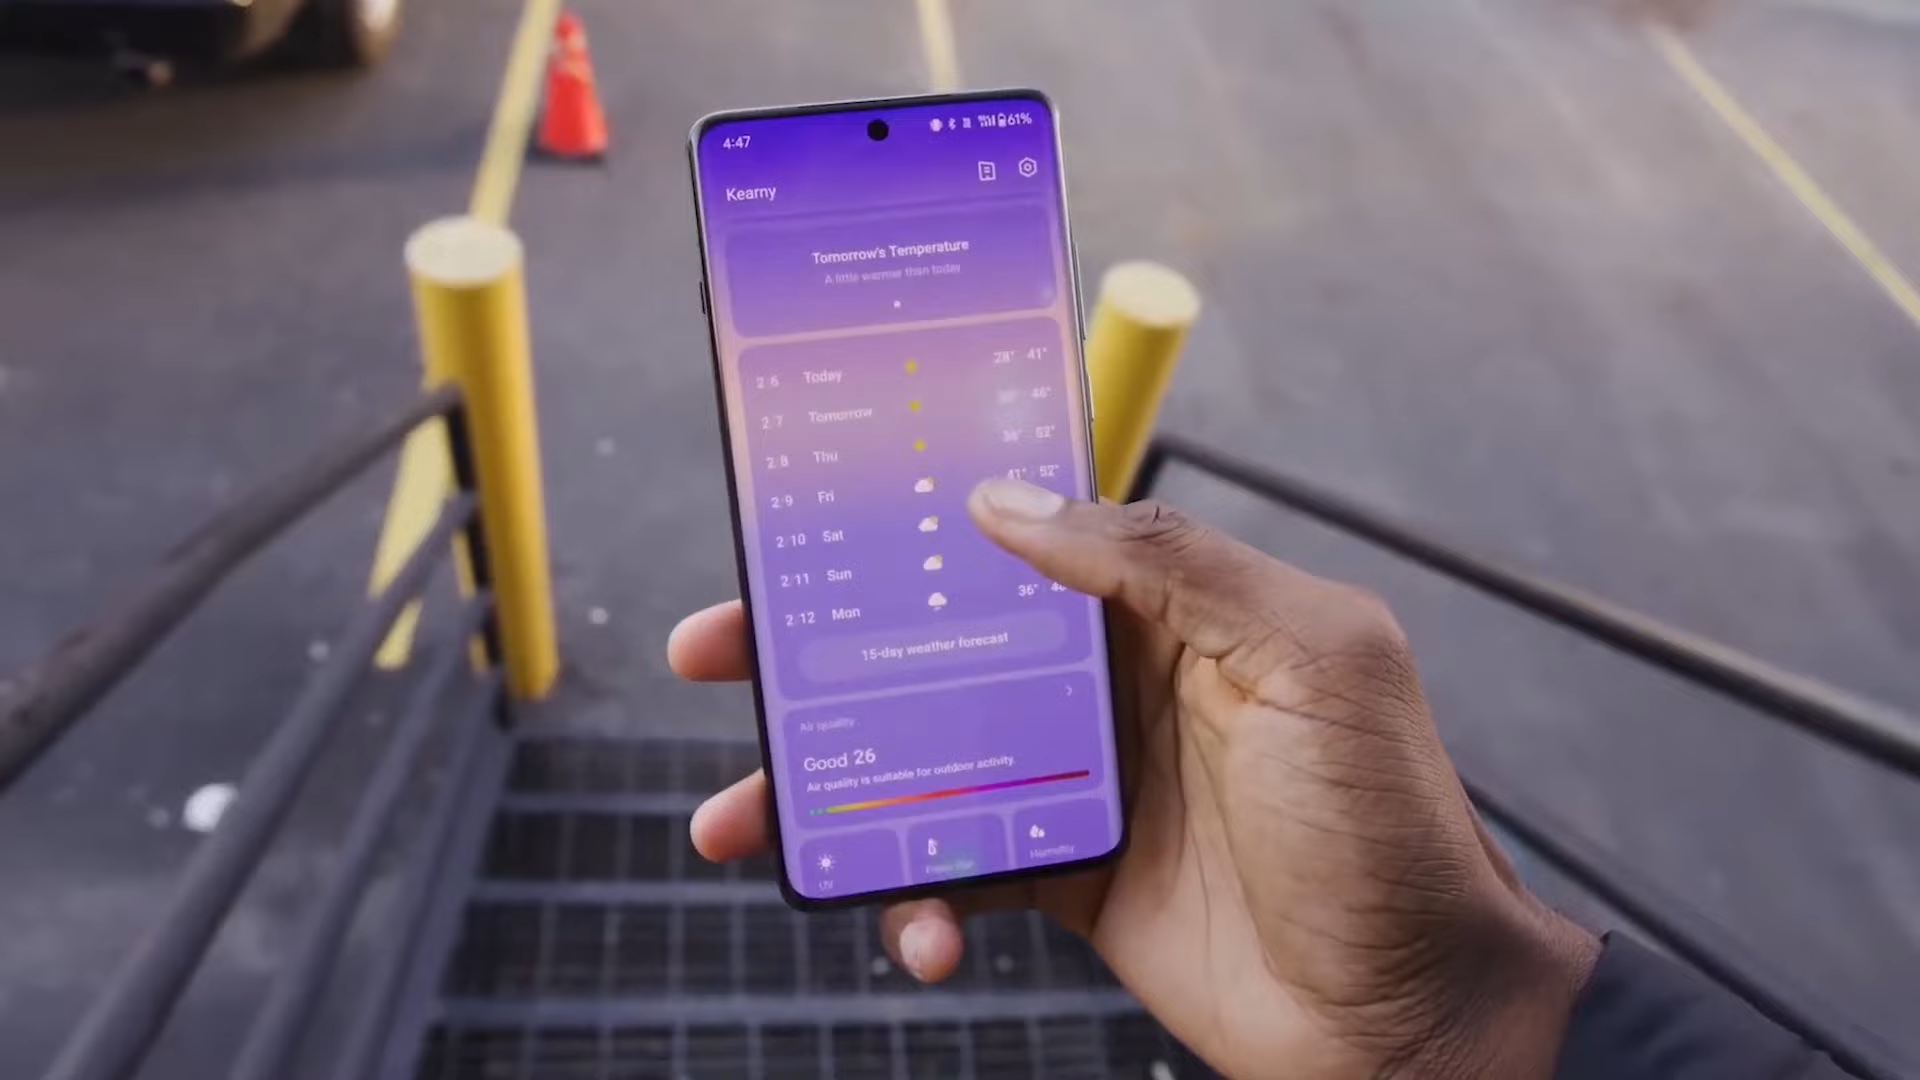 4:47 61%
Kearny
Tomorrow's Temperature
A little warmer than today
2/6 Today 28° 41°
2/7 Tomorrow 46°
2/8 Thu 36° 52°
2/9 Fri 41° 52°
2/10 Sat
2/11 Sun
2/12 Mon 36°
15-day weather forecast
Air quality
Good 26
Air quality is suitable for outdoor activity.
UV Humidity